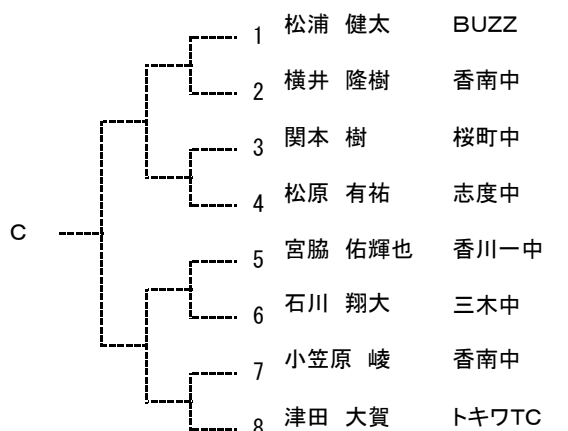 1 松浦 健太 BUZZ
2 横井 隆樹 香南中
3 関本 樹 桜町中
4 松原 有祐 志度中
C
5 宮脇 佑輝也 香川一中
6 石川 翔大 三木中
7 小笠原 崚 香南中
8 津田 大賀 トキワTC